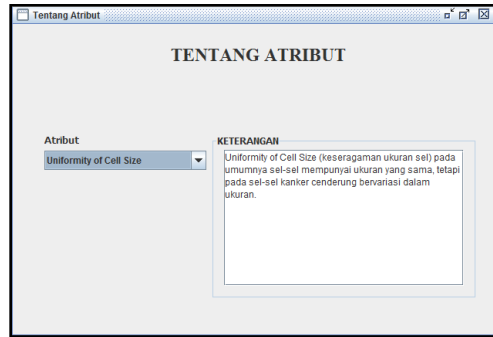 Tentang Atribut
TENTANG ATRIBUT
Atribut
Uniformity of Cell Size
KETERANGAN
Uniformity of Cell Size (keseragaman ukuran sel) pada
umumnya sel-sel mempunyai ukuran yang sama, tetapi
pada sel-sel kanker cenderung bervariasi dalam
ukuran.